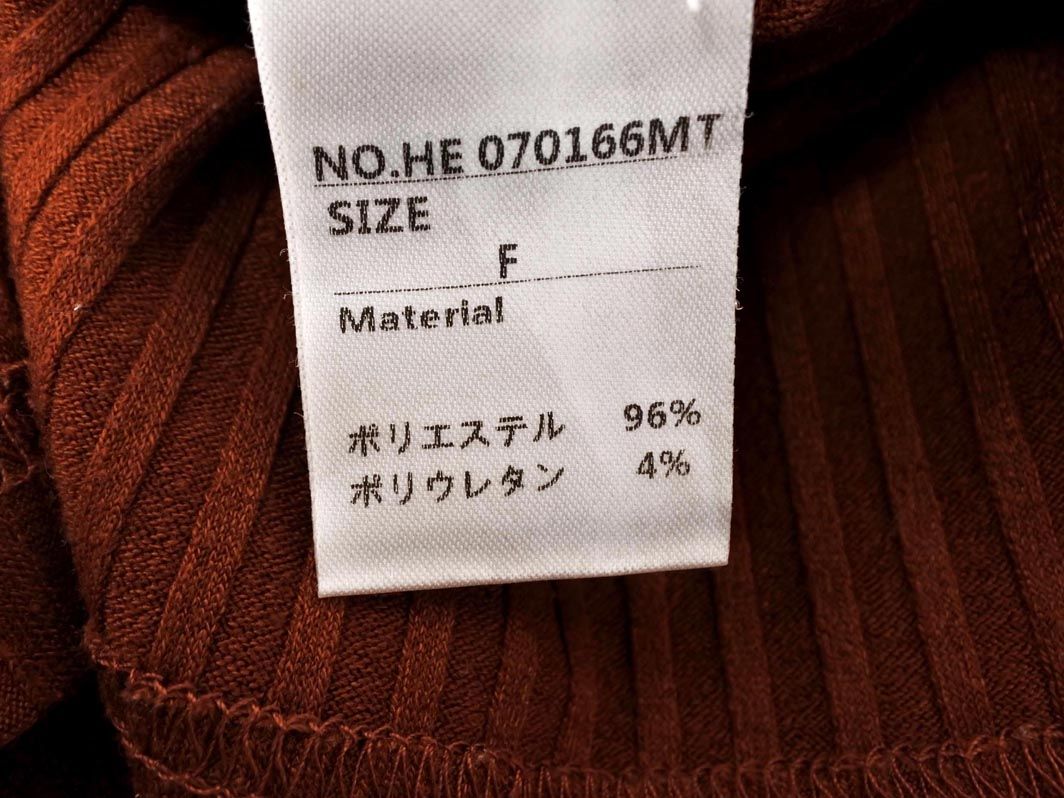 NO.HE 070166MT
SIZE
F
Material
ポリエステル 96%
ポリウレタン 4%